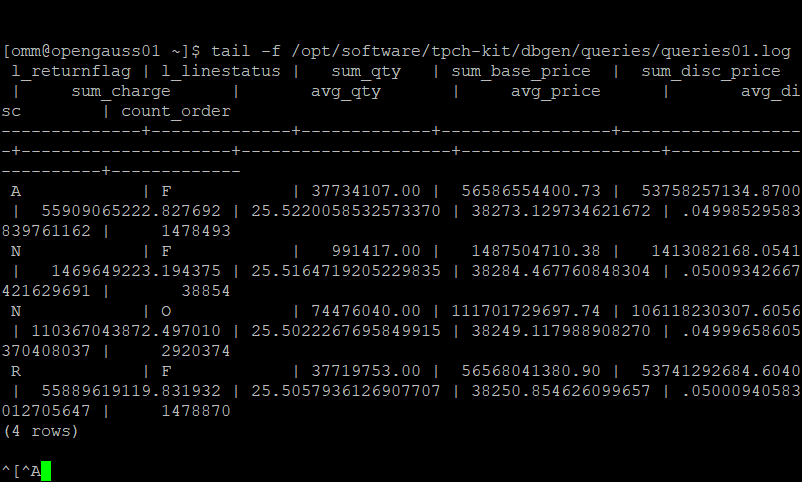 [omm@opengauss01 ~]$ tail -f /opt/software/tpch-kit/dbgen/queries/queries01.log
 l_returnflag | l_linestatus |   sum_qty   | sum_base_price  |  sum_disc_price
 |     sum_charge      |       avg_qty       |     avg_price      |       avg_di
sc        | count_order
--------------+--------------+-------------+-----------------+------------------
-+---------------------+---------------------+--------------------+-------------
----------+-------------
 A            | F            | 37734107.00 |  56586554400.73 |  53758257134.8700
 |  55909065222.827692 | 25.5220058532573370 | 38273.129734621672 | .04998529583
839761162 |     1478493
 N            | F            |   991417.00 |   1487504710.38 |   1413082168.0541
 |   1469649223.194375 | 25.5164719205229835 | 38284.467760848304 | .05009342667
421629691 |       38854
 N            | O            | 74476040.00 | 111701729697.74 | 106118230307.6056
 | 110367043872.497010 | 25.5022267695849915 | 38249.117988908270 | .04999658605
370408037 |     2920374
 R            | F            | 37719753.00 |  56568041380.90 |  53741292684.6040
 |  55889619119.831932 | 25.5057936126907707 | 38250.854626099657 | .05000940583
012705647 |     1478870
(4 rows)

^[^A